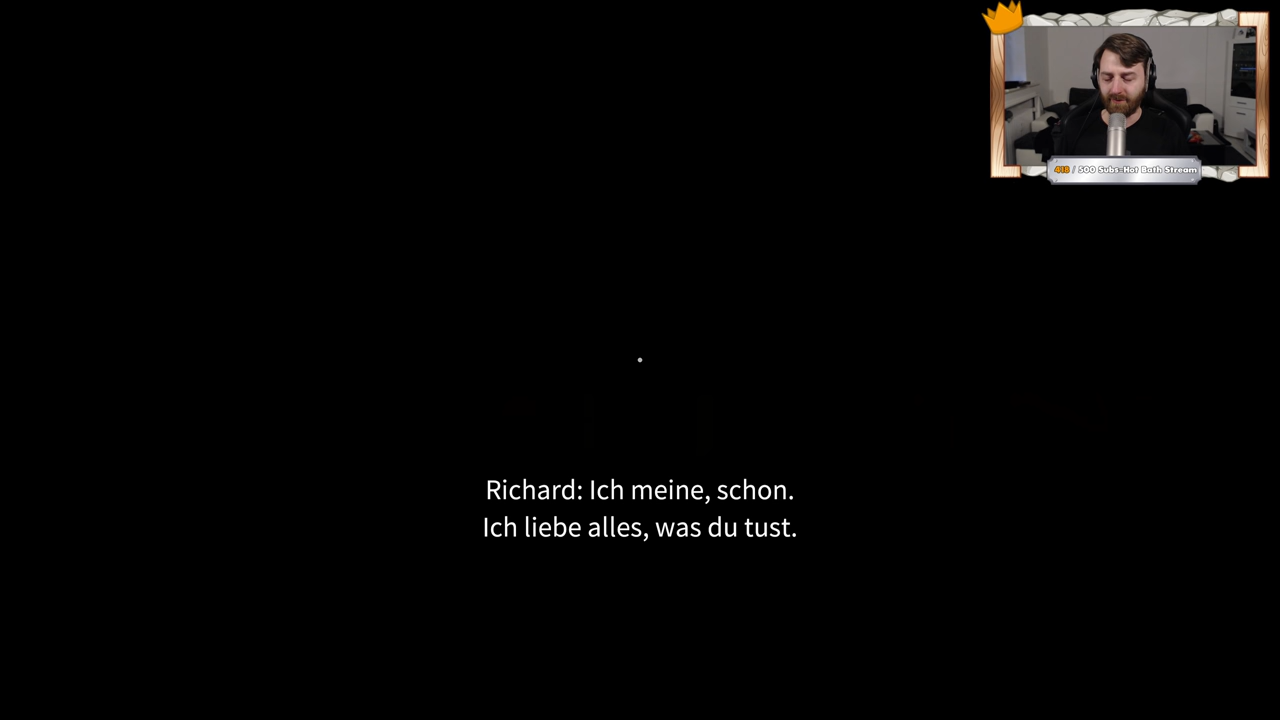 418 / 500 Subs-Hot Bath Stream
Richard: Ich meine, schon.
Ich liebe alles, was du tust.